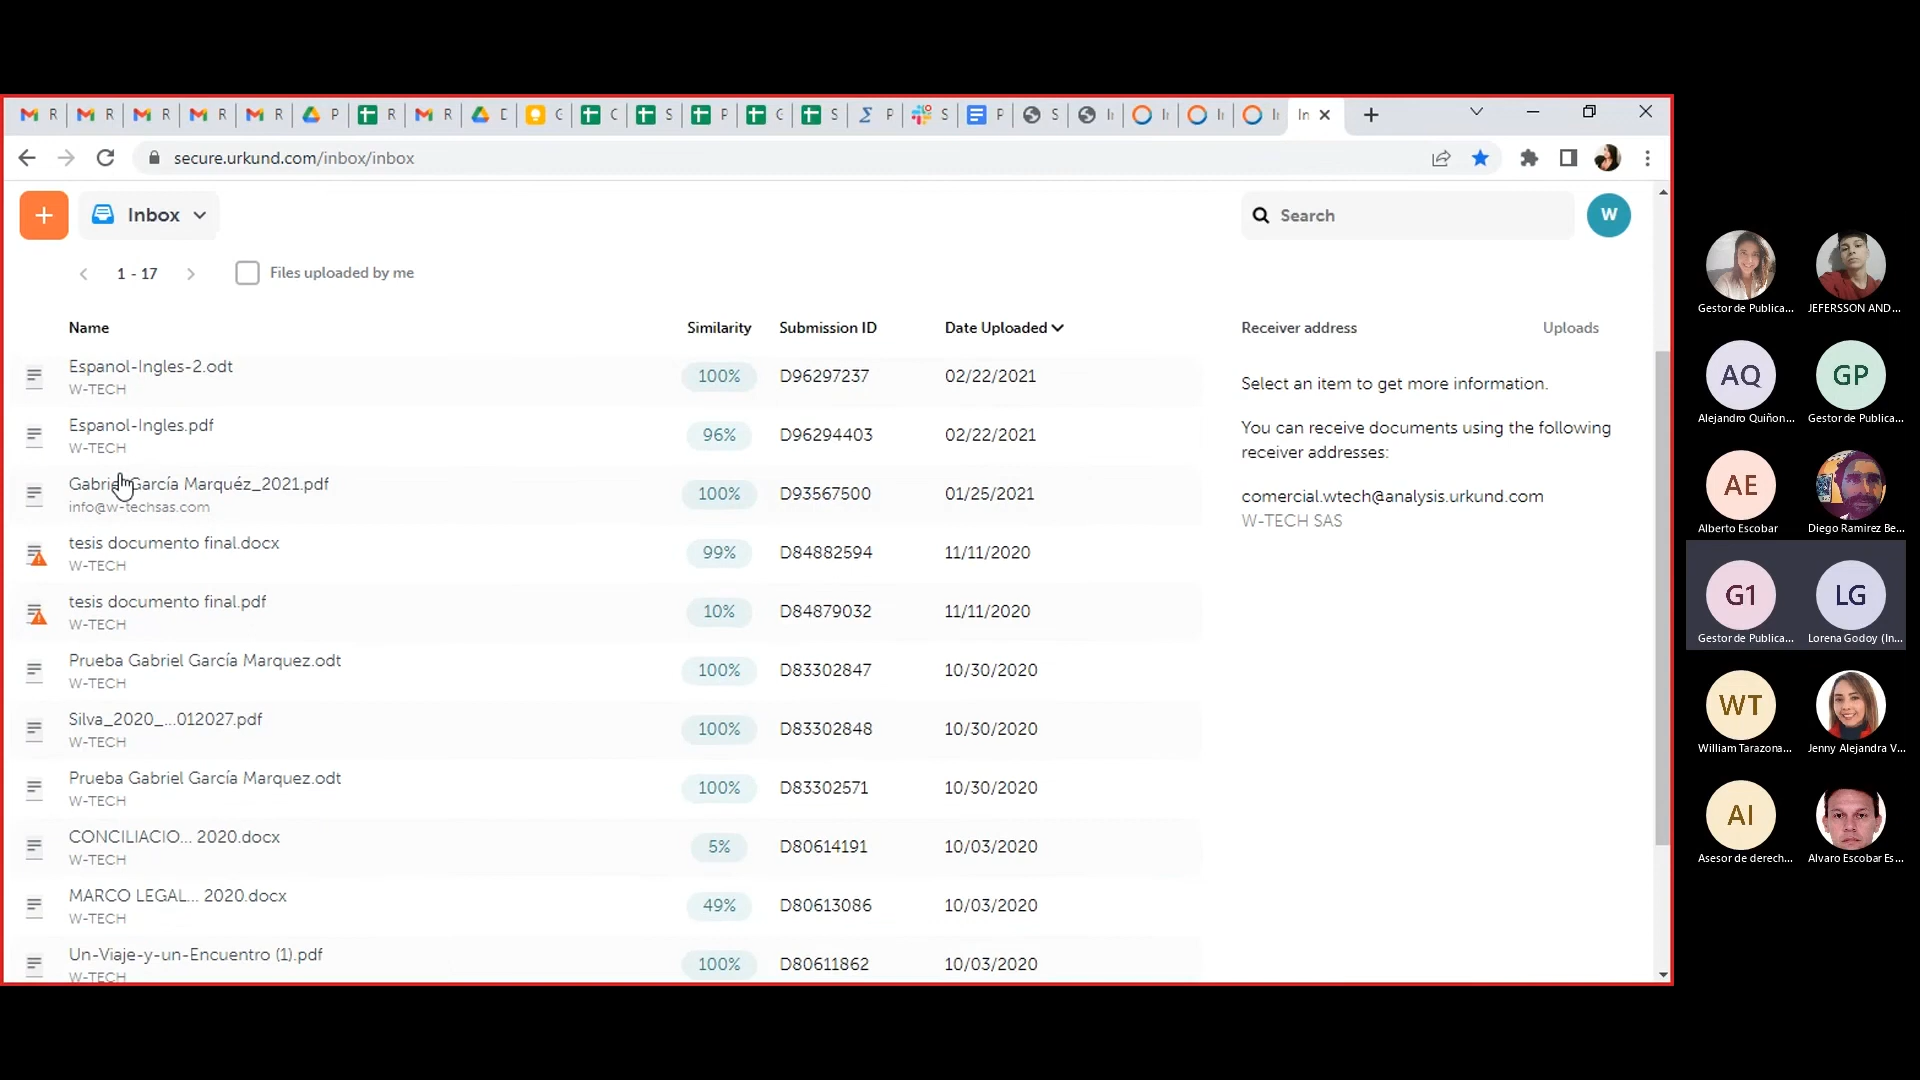 R
R
R
R
R
P
R
R
D
G
C
S
P
G
S
P
S
P
S
Ir
Ir
Ir
Ir
In
secure.urkund.com/inbox/inbox
Inbox
Search
W
1 - 17
Files uploaded by me
Name Similarity Submission ID Date Uploaded
Receiver address Uploads
Espanol-Ingles-2.odt
W-TECH
100% D96297237 02/22/2021
Espanol-Ingles.pdf
W-TECH
96% D96294403 02/22/2021
Gabriel García Marquéz_2021.pdf
info@w-techsas.com
100% D93567500 01/25/2021
tesis documento final.docx
W-TECH
99% D84882594 11/11/2020
tesis documento final.pdf
W-TECH
10% D84879032 11/11/2020
Prueba Gabriel García Marquez.odt
W-TECH
100% D83302847 10/30/2020
Silva_2020_...012027.pdf
W-TECH
100% D83302848 10/30/2020
Prueba Gabriel García Marquez.odt
W-TECH
100% D83302571 10/30/2020
CONCILIACIO... 2020.docx
W-TECH
5% D80614191 10/03/2020
MARCO LEGAL... 2020.docx
W-TECH
49% D80613086 10/03/2020
Un-Viaje-y-un-Encuentro (1).pdf
W-TECH
100% D80611862 10/03/2020
Select an item to get more information.
You can receive documents using the following
receiver addresses:
comercial.wtech@analysis.urkund.com
W-TECH SAS
Gestor de Publica...
JEFERSSON AND...
AQ
Alejandro Quiñon...
GP
Gestor de Publica...
AE
Alberto Escobar
Diego Ramirez Be...
G1
Gestor de Publica...
LG
Lorena Godoy (In...
WT
William Tarazona...
Jenny Alejandra V...
AI
Asesor de derech...
Alvaro Escobar Es...